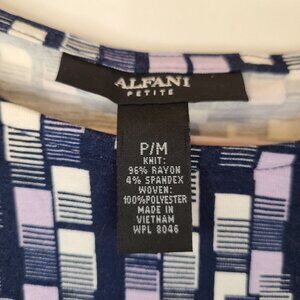 ALFANI
PETITE
P/M
KNIT:
96% RAYON
4% SPANDEX
WOVEN:
100%POLYESTER
MADE IN
VIETNAM
WPL 8046